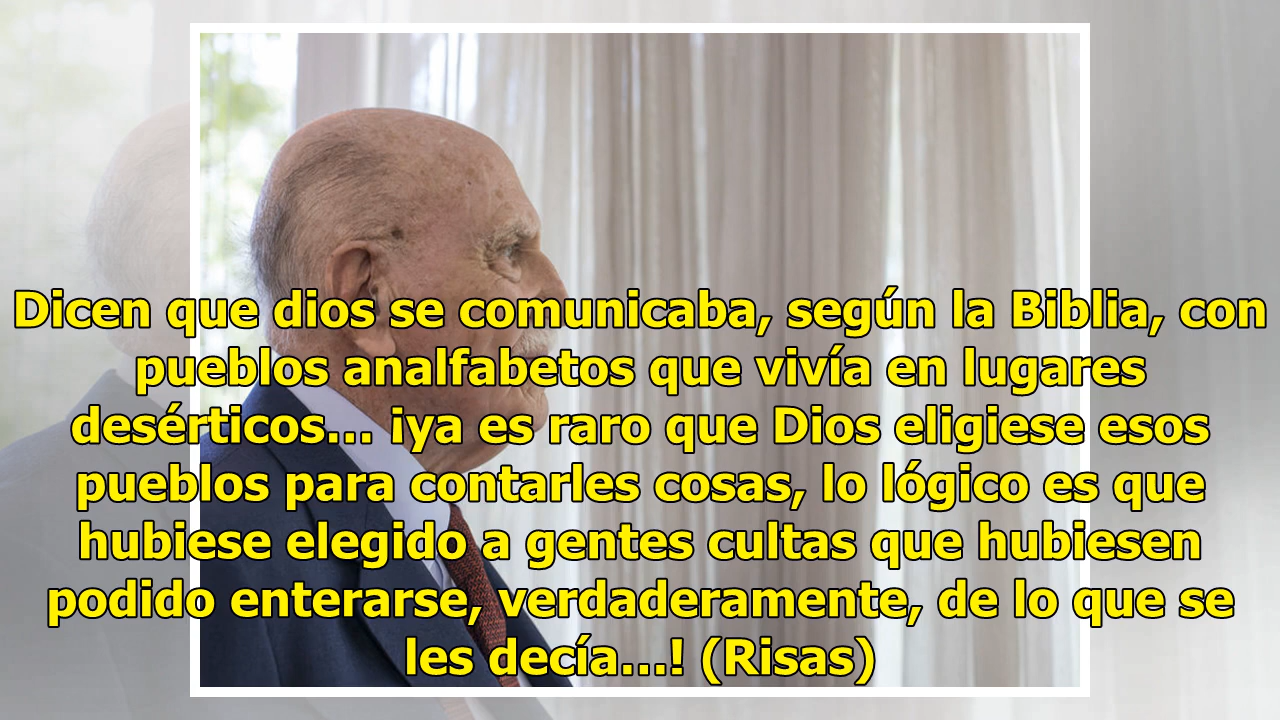 Dicen que dios se comunicaba, según la Biblia, con
pueblos analfabetos que vivía en lugares
desérticos... ¡ya es raro que Dios eligiese esos
pueblos para contarles cosas, lo lógico es que
hubiese elegido a gentes cultas que hubiesen
podido enterarse, verdaderamente, de lo que se
les decía...! (Risas)